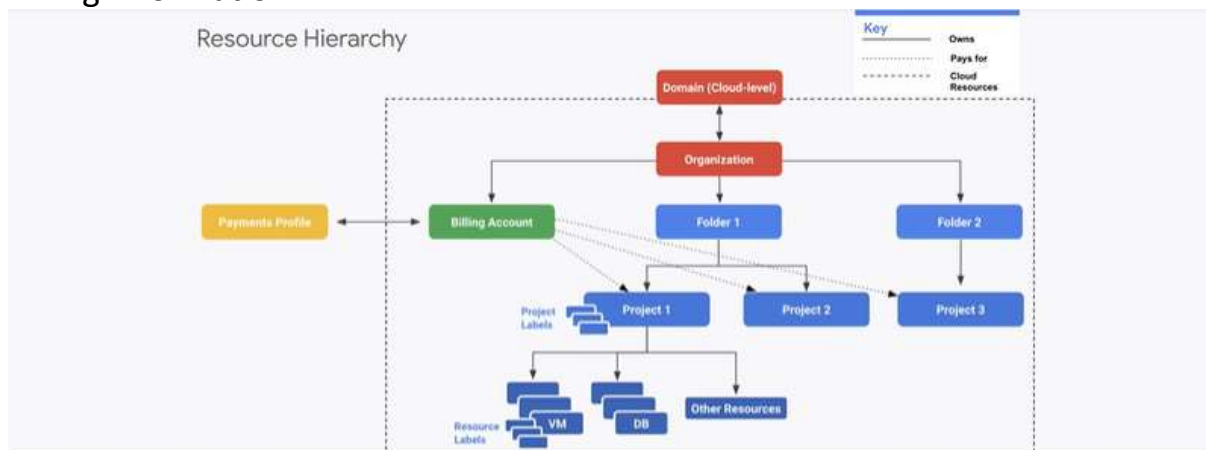 Resource Hierarchy
Key
Owns
Pays for
Cloud
Resources
Domain (Cloud-level)
Organization
Payments Profile
Billing Account
Folder 1
Folder 2
Project
Labels
Project 1
Project 2
Project 3
Other Resources
VM
DB
Resource
Labels